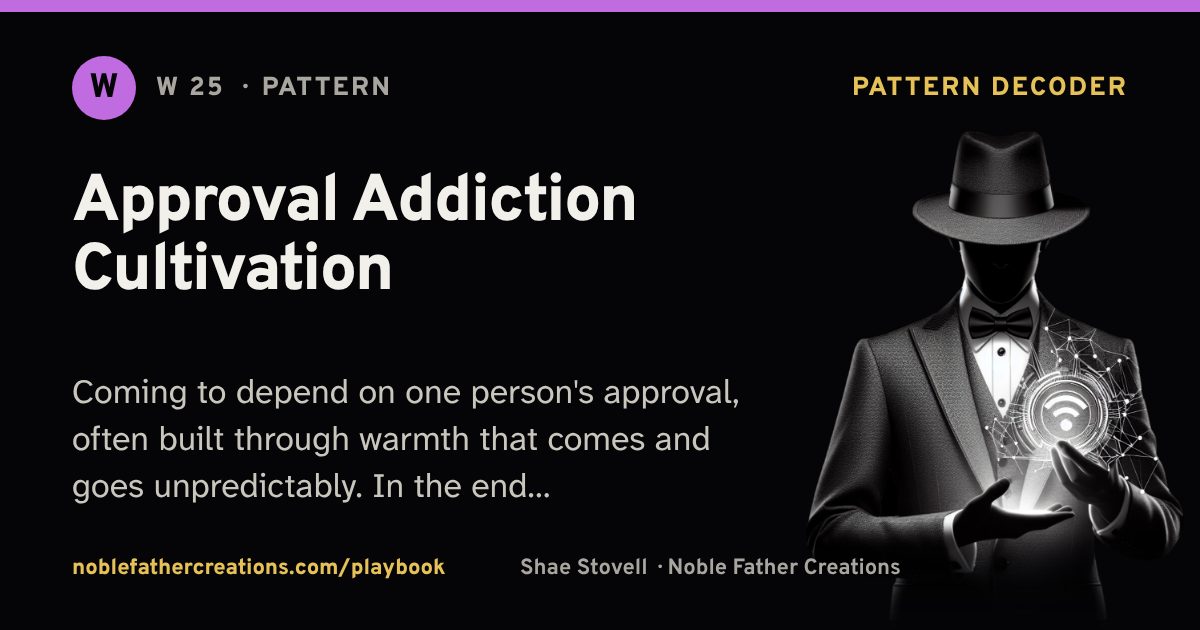 W
W 25 · PATTERN
PATTERN DECODER
Approval Addiction
Cultivation
Coming to depend on one person's approval,
often built through warmth that comes and
goes unpredictably. In the end...
noblefathercreations.com/playbook
Shae Stovell · Noble Father Creations